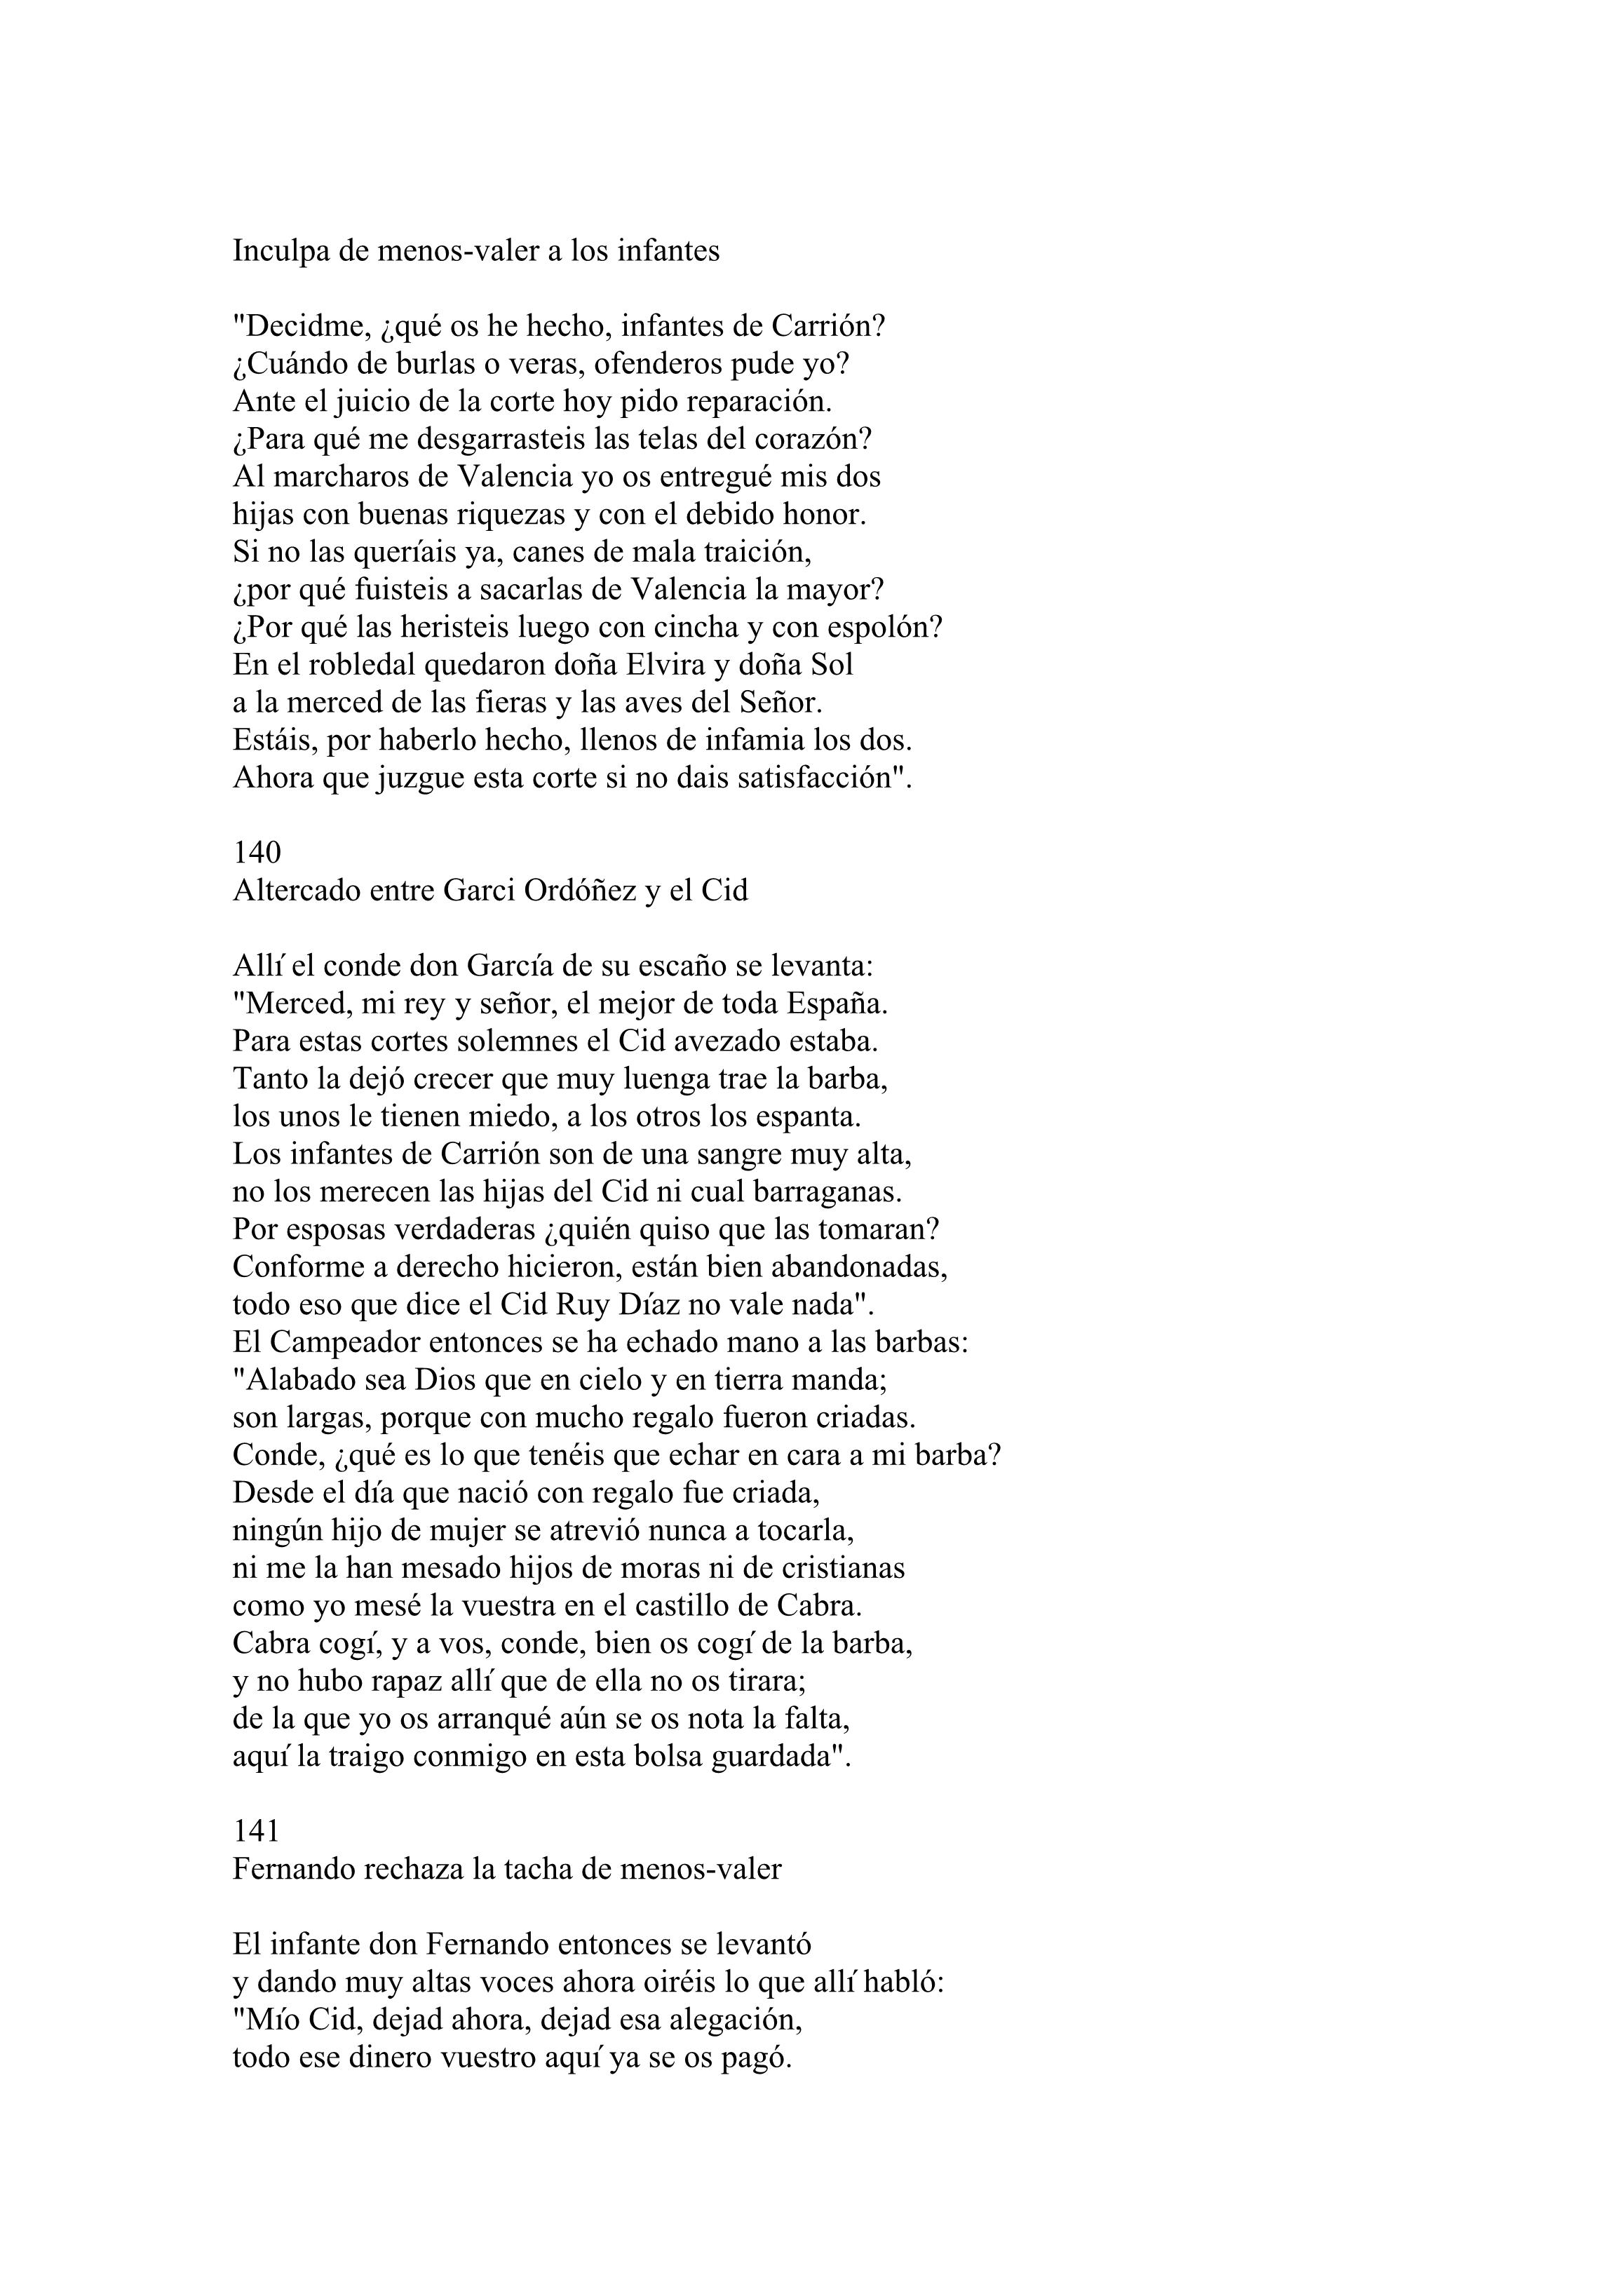 Inculpa de menos-valer a los infantes

"Decidme, ¿qué os he hecho, infantes de Carrión?
¿Cuándo de burlas o veras, ofenderos pude yo?
Ante el juicio de la corte hoy pido reparación.
¿Para qué me desgarrasteis las telas del corazón?
Al marcharos de Valencia yo os entregué mis dos
hijas con buenas riquezas y con el debido honor.
Si no las queríais ya, canes de mala traición,
¿por qué fuisteis a sacarlas de Valencia la mayor?
¿Por qué las heristeis luego con cincha y con espolón?
En el robledal quedaron doña Elvira y doña Sol
a la merced de las fieras y las aves del Señor.
Estáis, por haberlo hecho, llenos de infamia los dos.
Ahora que juzgue esta corte si no dais satisfacción".

140
Altercado entre Garci Ordóñez y el Cid

Allí el conde don García de su escaño se levanta:
"Merced, mi rey y señor, el mejor de toda España.
Para estas cortes solemnes el Cid avezado estaba.
Tanto la dejó crecer que muy luenga trae la barba,
los unos le tienen miedo, a los otros los espanta.
Los infantes de Carrión son de una sangre muy alta,
no los merecen las hijas del Cid ni cual barraganas.
Por esposas verdaderas ¿quién quiso que las tomaran?
Conforme a derecho hicieron, están bien abandonadas,
todo eso que dice el Cid Ruy Díaz no vale nada".
El Campeador entonces se ha echado mano a las barbas:
"Alabado sea Dios que en cielo y en tierra manda;
son largas, porque con mucho regalo fueron criadas.
Conde, ¿qué es lo que tenéis que echar en cara a mi barba?
Desde el día que nació con regalo fue criada,
ningún hijo de mujer se atrevió nunca a tocarla,
ni me la han mesado hijos de moras ni de cristianas
como yo mesé la vuestra en el castillo de Cabra.
Cabra cogí, y a vos, conde, bien os cogí de la barba,
y no hubo rapaz allí que de ella no os tirara;
de la que yo os arranqué aún se os nota la falta,
aquí la traigo conmigo en esta bolsa guardada".

141
Fernando rechaza la tacha de menos-valer

El infante don Fernando entonces se levantó
y dando muy altas voces ahora oiréis lo que allí habló:
"Mío Cid, dejad ahora, dejad esa alegación,
todo ese dinero vuestro aquí ya se os pagó.